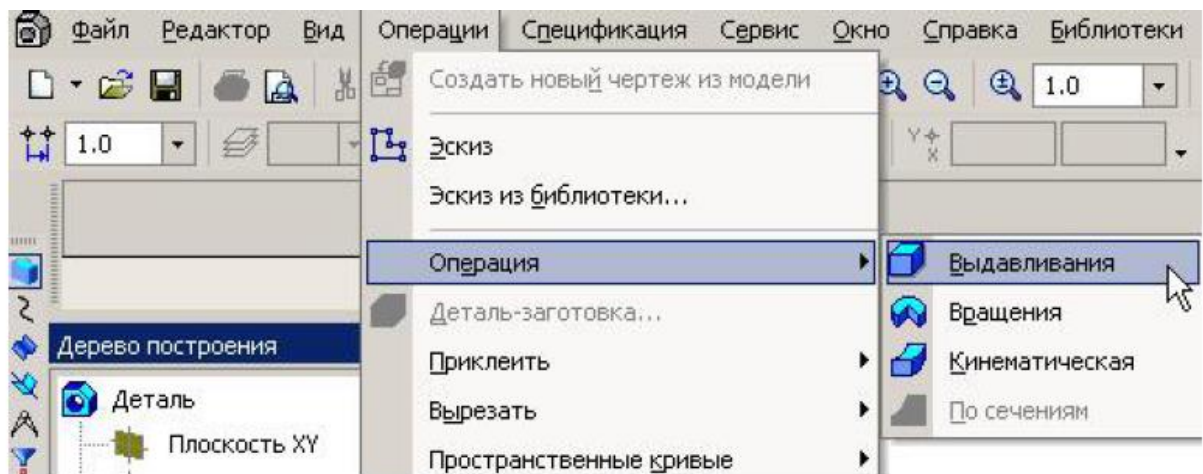 Файл Редактор Вид Операции Спецификация Сервис Окно Справка Библиотеки
Создать новый чертеж из модели
1.0
1.0
Y
X
Эскиз
Эскиз из библиотеки...
Операция
Выдавливания
Деталь-заготовка...
Вращения
Дерево построения
Приклеить
Кинематическая
Деталь
Вырезать
По сечениям
Плоскость XY
Пространственные кривые